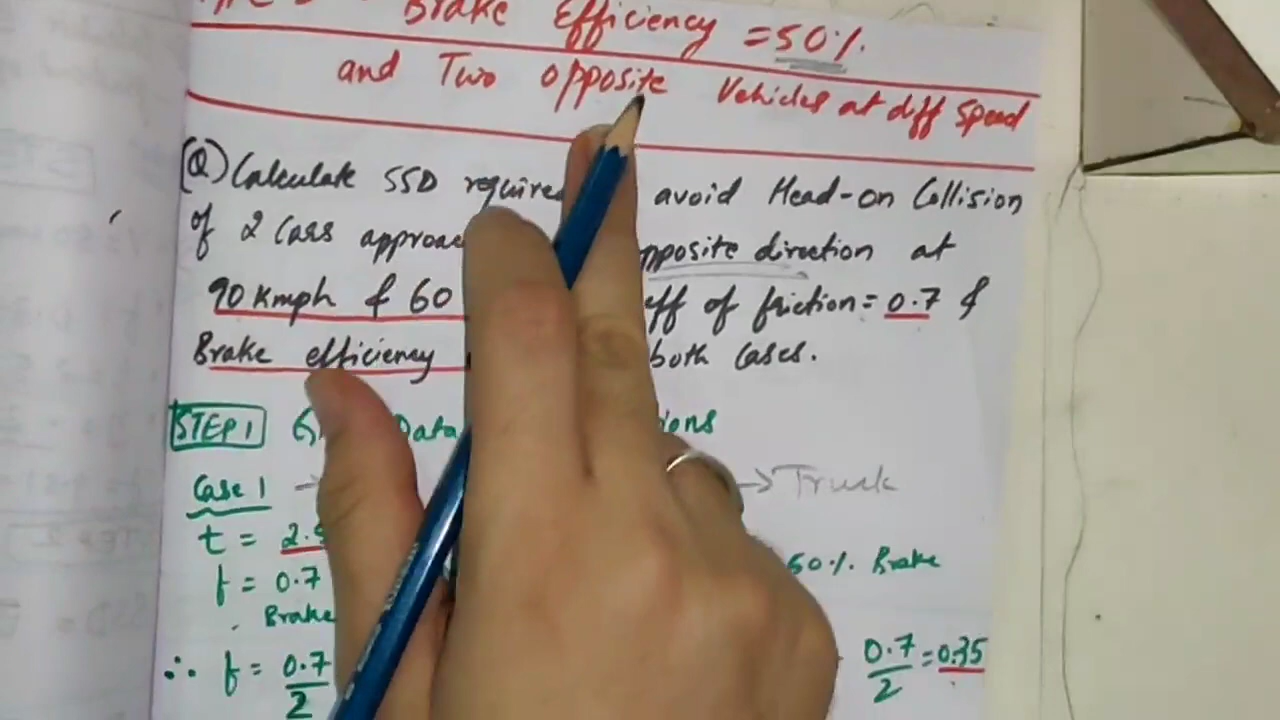 Brake Efficiency = 50%.
and Two opposite Vehicles at diff Speed
(Q) Calculate SSD require avoid Head-on Collision
of 2 Cars approa opposite direction at
90 Kmph & 60 eff of friction = 0.7 &
Brake efficiency both Cases.
STEP 1 Data ions
Case 1 → → Truck
t = 2.5
f = 0.7 50%. Brake
Brake
∴ f = 0.7/2 0.7/2 = 0.35